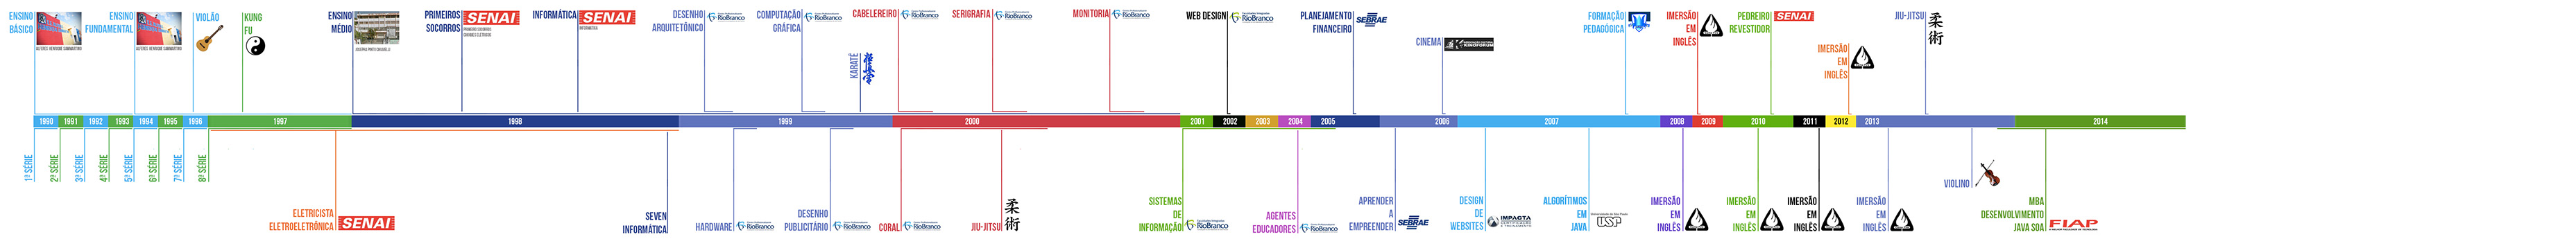 ENSINO
BÁSICO
ENSINO
FUNDAMENTAL
VIOLÃO
KUNG
FU
ENSINO
MÉDIO
PRIMEIROS
SOCORROS
SENAI
INFORMÁTICA
SENAI
DESENHO
ARQUITETÔNICO
RioBranco
COMPUTAÇÃO
GRÁFICA
RioBranco
KARATÊ
CABELEREIRO
RioBranco
SERIGRAFIA
RioBranco
MONITORIA
RioBranco
WEB DESIGN
RioBranco
PLANEJAMENTO
FINANCEIRO
SEBRAE
CINEMA
KINOFORUM
FORMAÇÃO
PEDAGÓGICA
IMERSÃO
EM
INGLÊS
PEDREIRO
REVESTIDOR
SENAI
IMERSÃO
EM
INGLÊS
JIU-JITSU
柔
術
1990 1991 1992 1993 1994 1995 1996 1997 1998 1999 2000 2001 2002 2003 2004 2005 2006 2007 2008 2009 2010 2011 2012 2013 2014
1ª SÉRIE
2ª SÉRIE
3ª SÉRIE
4ª SÉRIE
5ª SÉRIE
6ª SÉRIE
7ª SÉRIE
8ª SÉRIE
ELETRICISTA
ELETROELETRÔNICA
SENAI
SEVEN
INFORMÁTICA
HARDWARE
RioBranco
DESENHO
PUBLICITÁRIO
RioBranco
CORAL
RioBranco
JIU-JITSU
柔
術
SISTEMAS
DE
INFORMAÇÃO
RioBranco
AGENTES
EDUCADORES
RioBranco
APRENDER
A
EMPREENDER
SEBRAE
DESIGN
DE
WEBSITES
IMPACTA
ALGORÍTIMOS
EM
JAVA
USP
IMERSÃO
EM
INGLÊS
IMERSÃO
EM
INGLÊS
IMERSÃO
EM
INGLÊS
IMERSÃO
EM
INGLÊS
VIOLINO
MBA
DESENVOLVIMENTO
JAVA SOA
FIAP